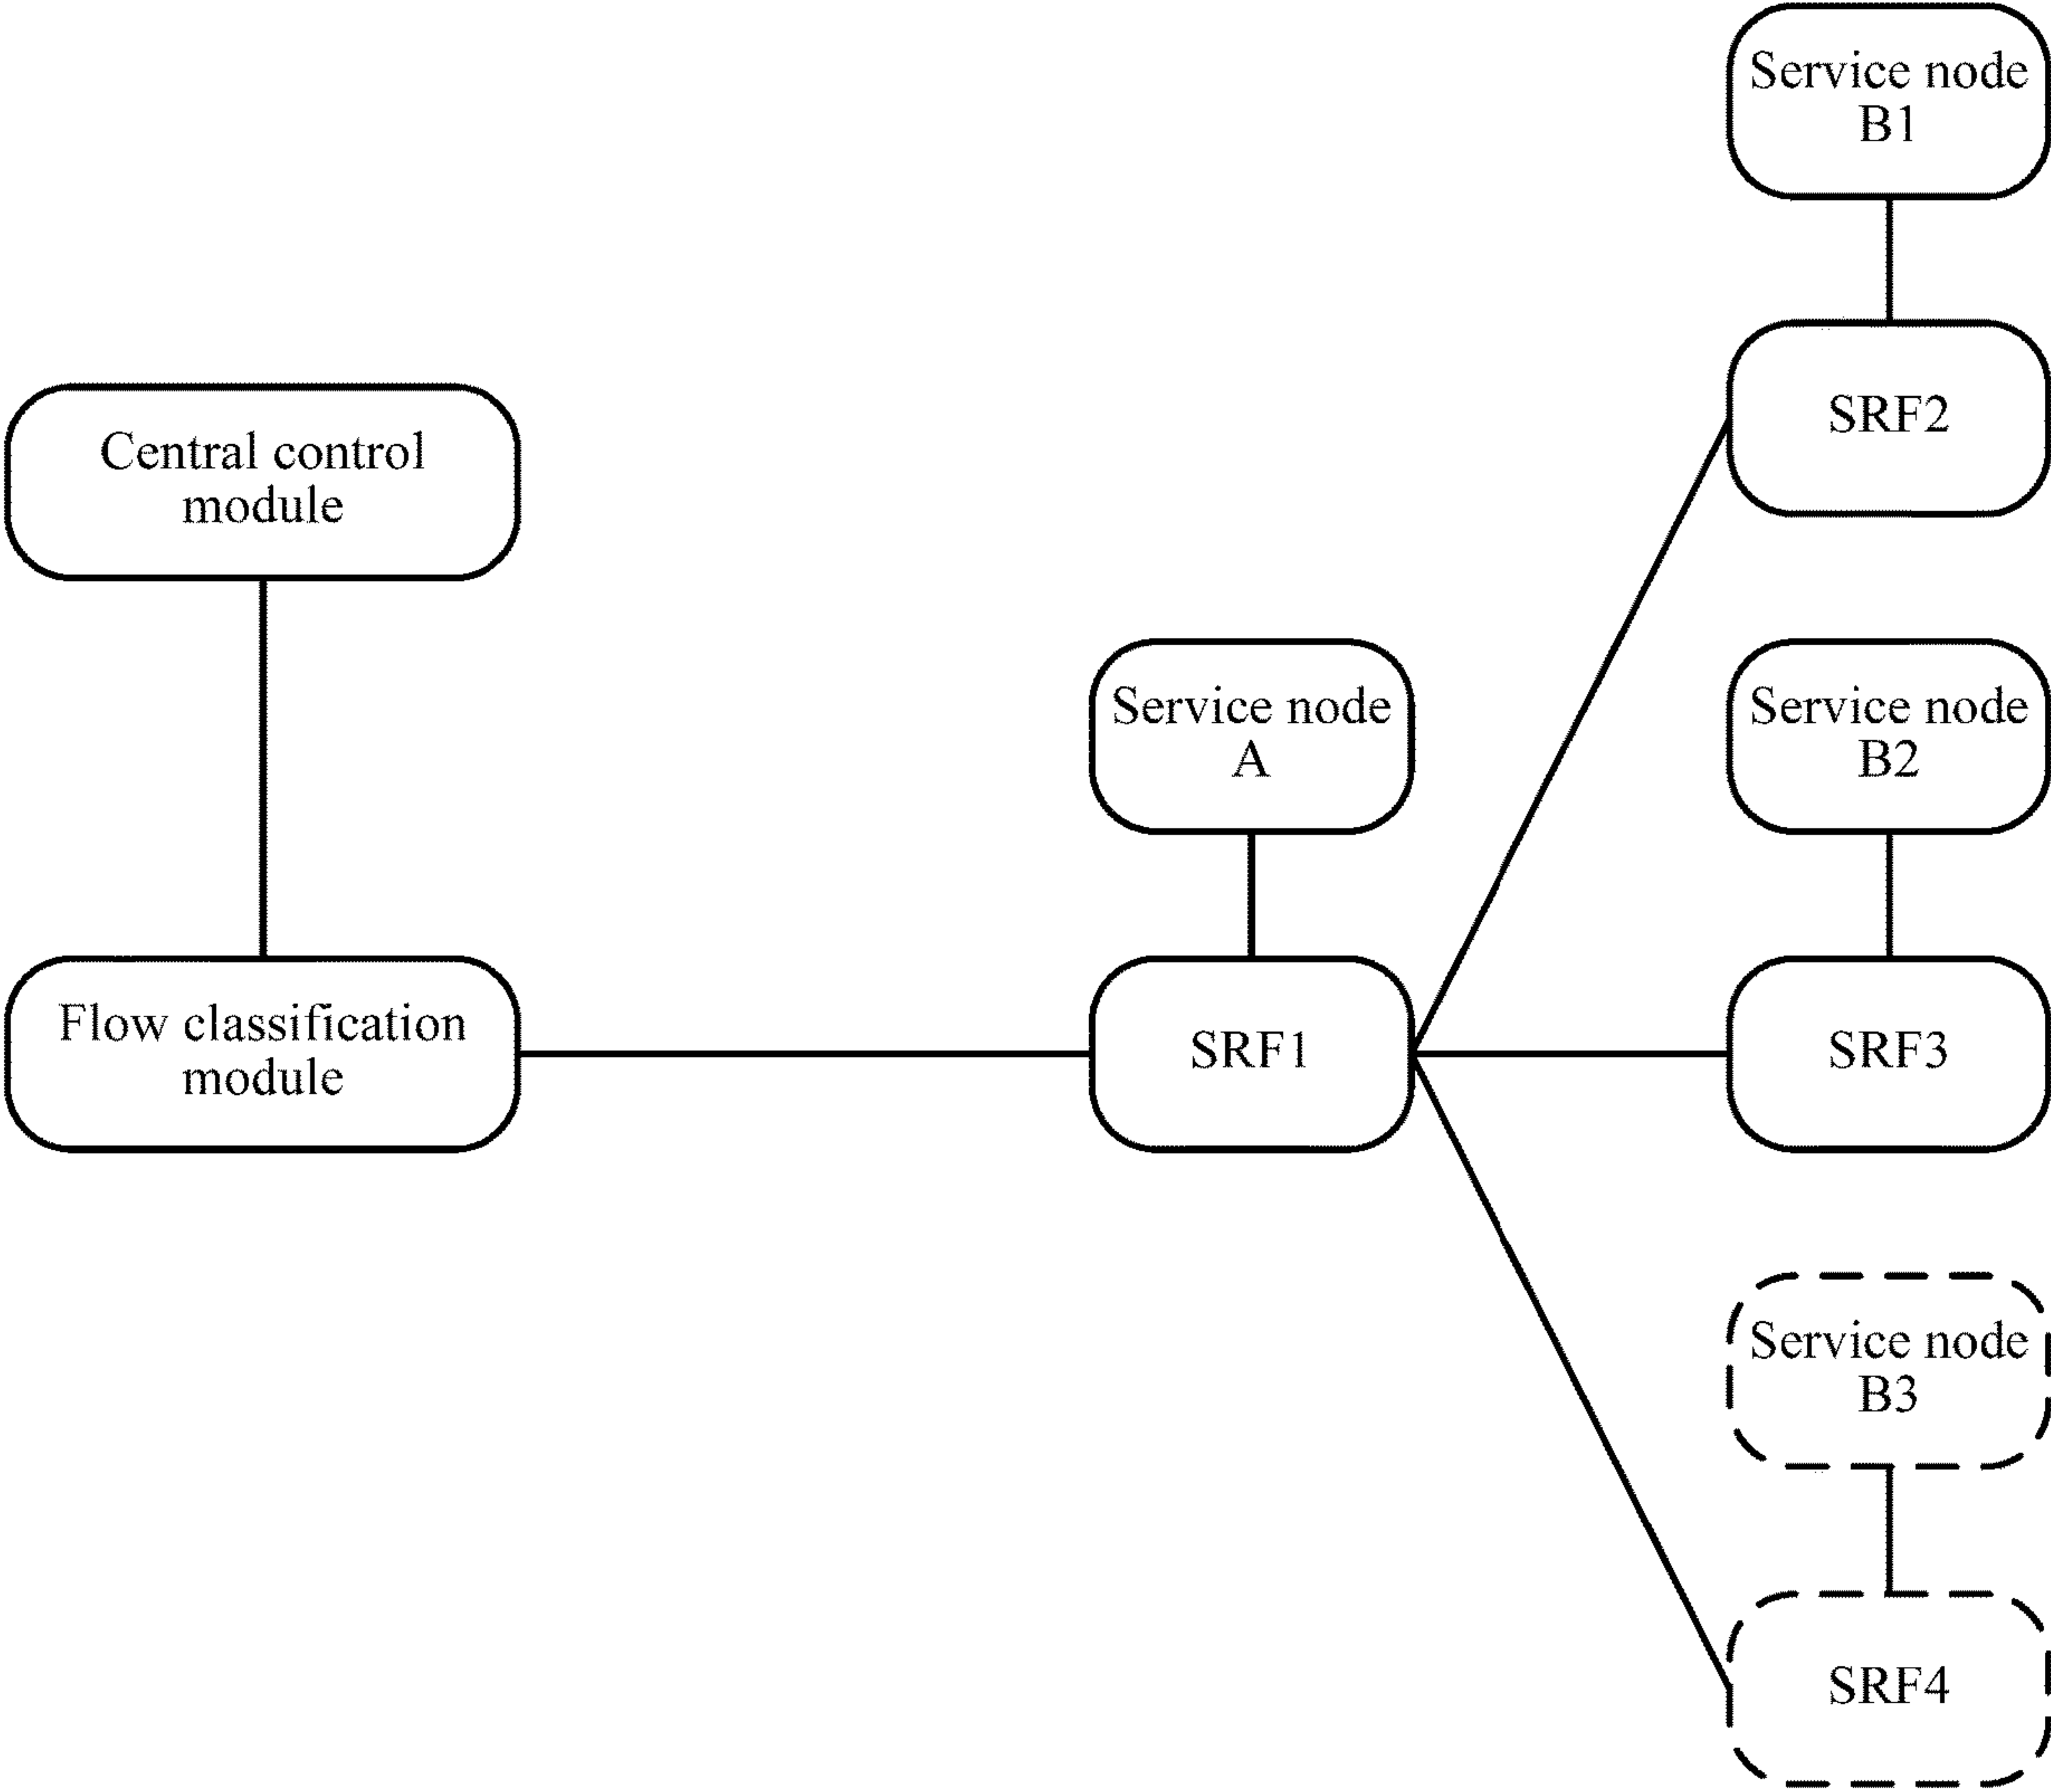 Service node
B1
SRF2
Central control
module
Service node
A
Service node
B2
Flow classification
module
SRF1
SRF3
Service node
B3
SRF4